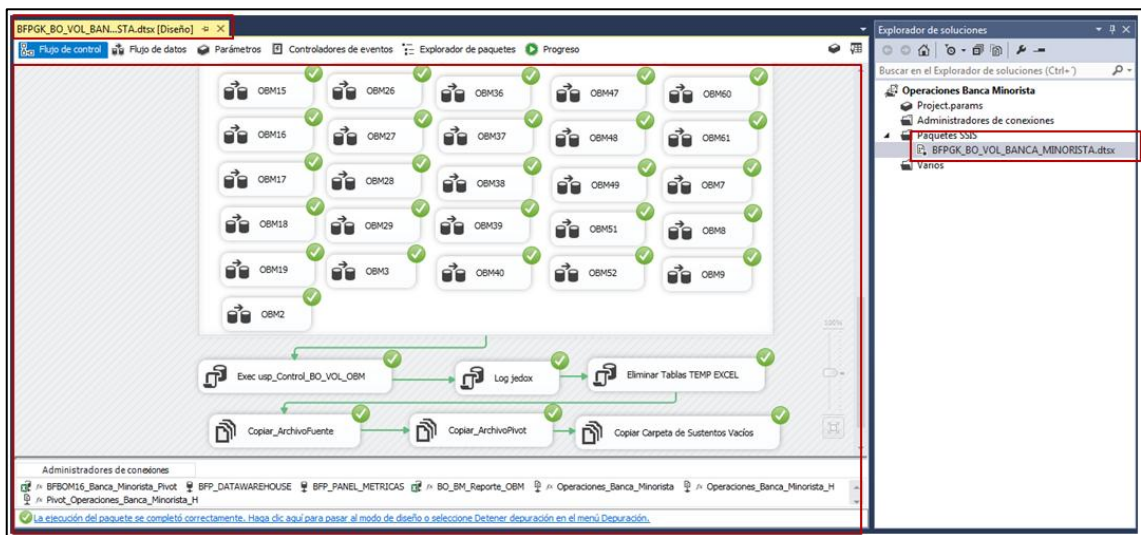 BFPGK_BO_VOL_BAN...STA.dtsx [Diseño]
Flujo de control Flujo de datos Parámetros Controladores de eventos Explorador de paquetes Progreso
OBM15 OBM26 OBM36 OBM47 OBM60
OBM16 OBM27 OBM37 OBM48 OBM61
OBM17 OBM28 OBM38 OBM49 OBM7
OBM18 OBM29 OBM39 OBM51 OBM8
OBM19 OBM3 OBM40 OBM52 OBM9
OBM2
100%
Exec usp_Control_BO_VOL_OBM Log jedox Eliminar Tablas TEMP EXCEL
Copiar_ArchivoFuente Copiar_ArchivoPivot Copiar Carpeta de Sustentos Vacíos
Administradores de conexiones
BFBOM16_Banca_Minorista_Pivot BFP_DATAWAREHOUSE BFP_PANEL_METRICAS BO_BM_Reporte_OBM Operaciones_Banca_Minorista Operaciones_Banca_Minorista_H
Pivot_Operaciones_Banca_Minorista_H
La ejecución del paquete se completó correctamente. Haga clic aquí para pasar al modo de diseño o seleccione Detener depuración en el menú Depuración.
Explorador de soluciones
Buscar en el Explorador de soluciones (Ctrl+´)
Operaciones Banca Minorista
Project.params
Administradores de conexiones
Paquetes SSIS
BFPGK_BO_VOL_BANCA_MINORISTA.dtsx
Varios